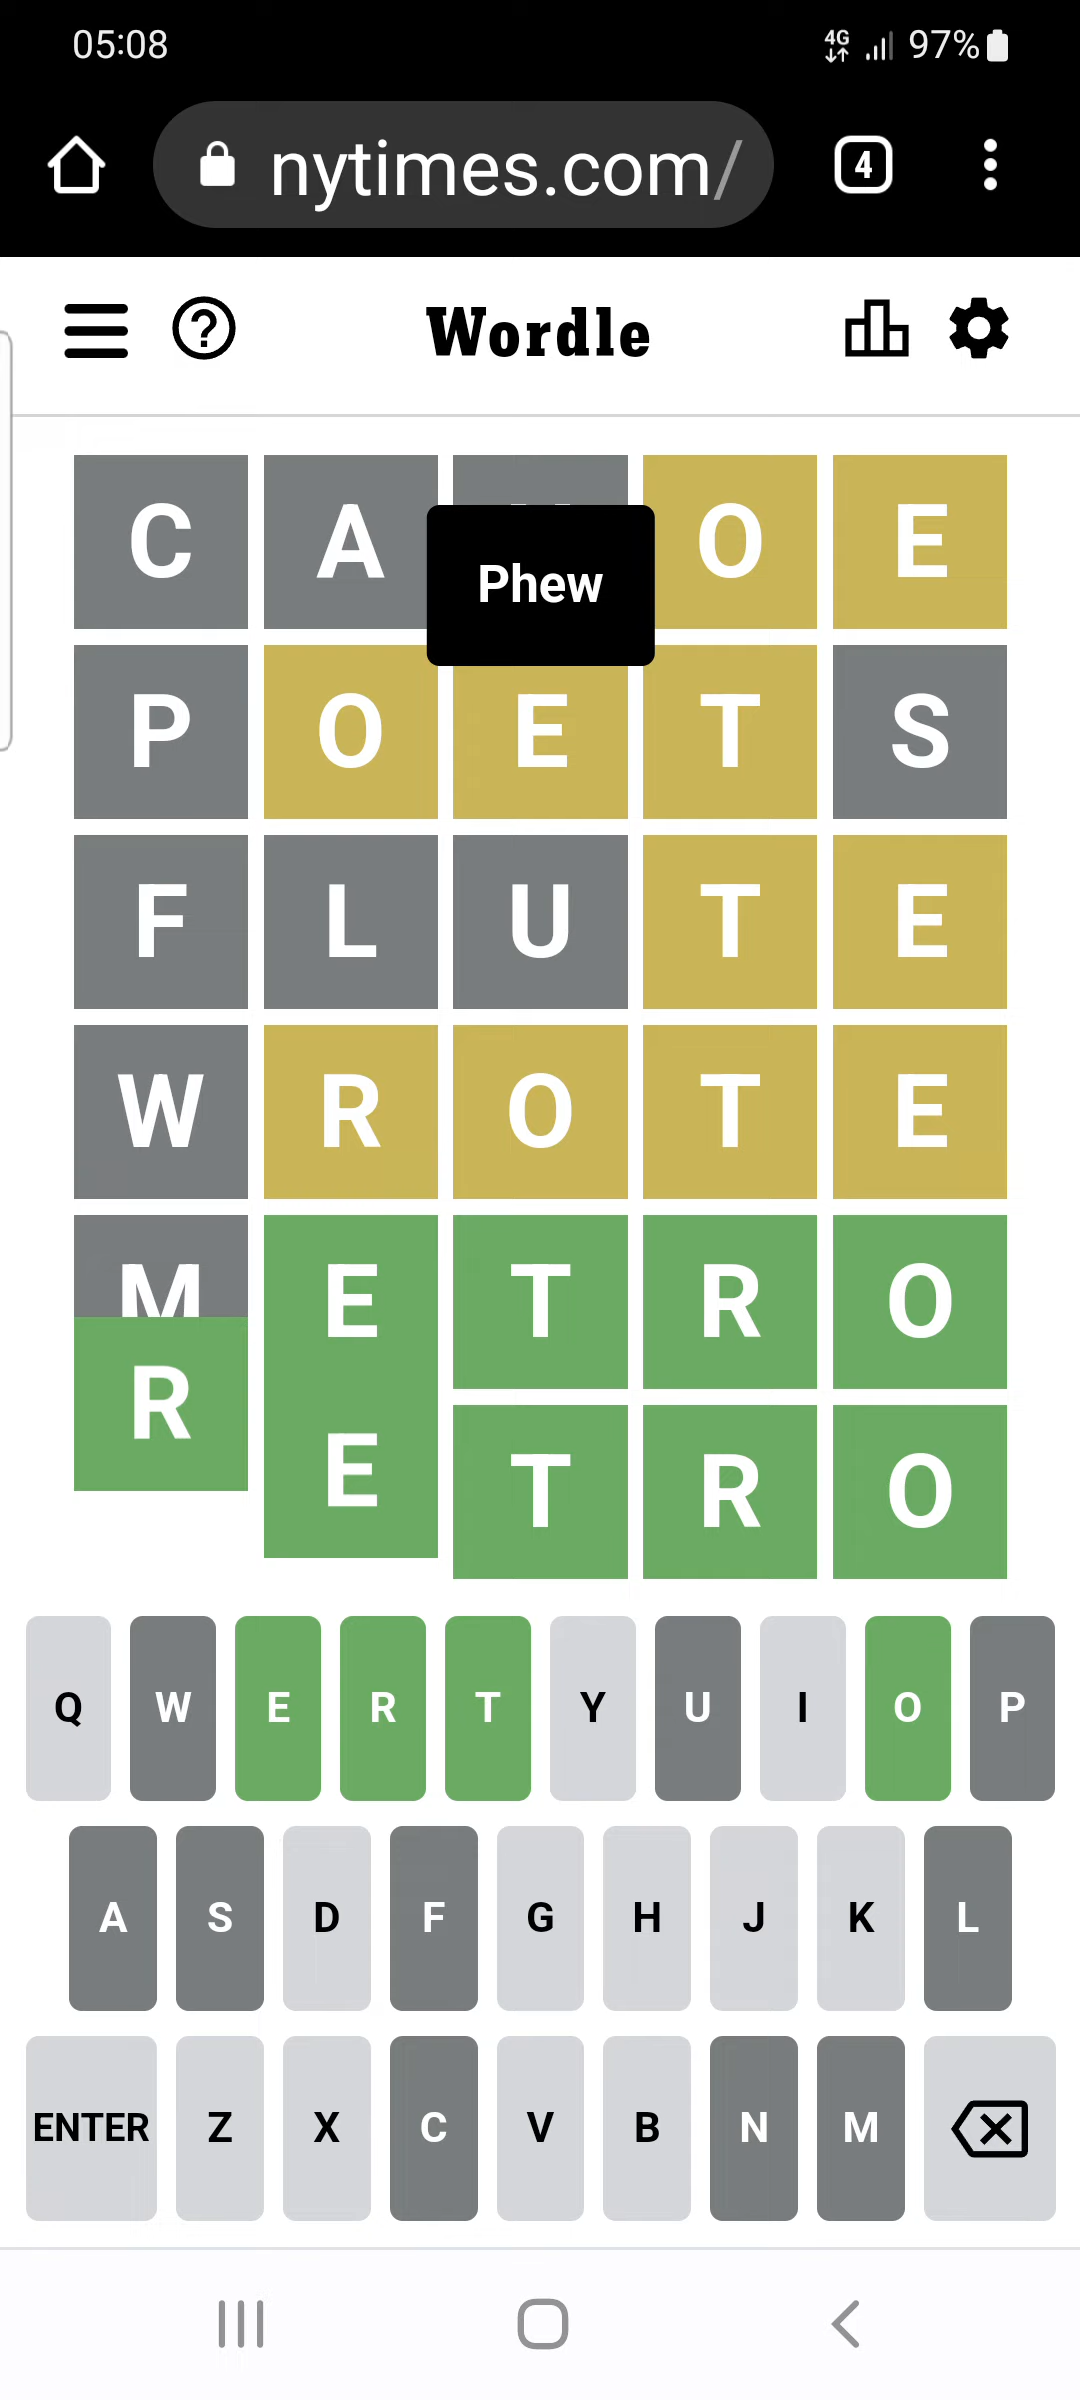 05:08 4G 97%
nytimes.com/ 4
? Wordle
C A O E
Phew
P O E T S
F L U T E
W R O T E
M E T R O
R E T R O
Q W E R T Y U I O P
A S D F G H J K L
ENTER Z X C V B N M